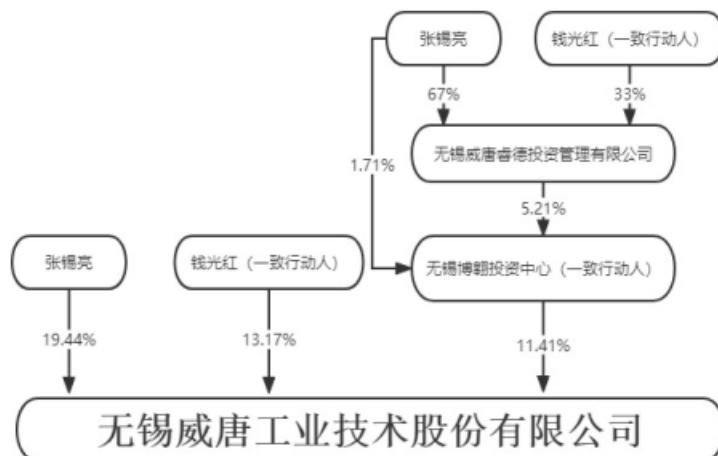 张锡亮
钱光红（一致行动人）
67%
33%
无锡威唐睿德投资管理有限公司
1.71%
5.21%
张锡亮
钱光红（一致行动人）
无锡博翱投资中心（一致行动人）
19.44%
13.17%
11.41%
无锡威唐工业技术股份有限公司